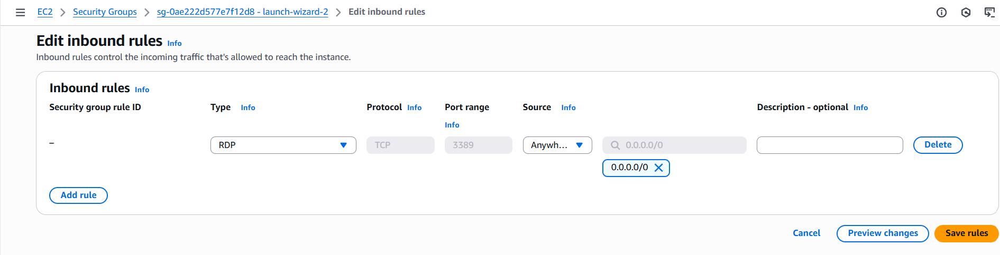 EC2 > Security Groups > sg-0ae222d577e7f12d8 - launch-wizard-2 > Edit inbound rules
Edit inbound rules Info
Inbound rules control the incoming traffic that's allowed to reach the instance.
Inbound rules Info
Security group rule ID Type Info Protocol Info Port range Source Info Description - optional Info
Info
– RDP TCP 3389 Anywh... 0.0.0.0/0 Delete
0.0.0.0/0
Add rule
Cancel Preview changes Save rules